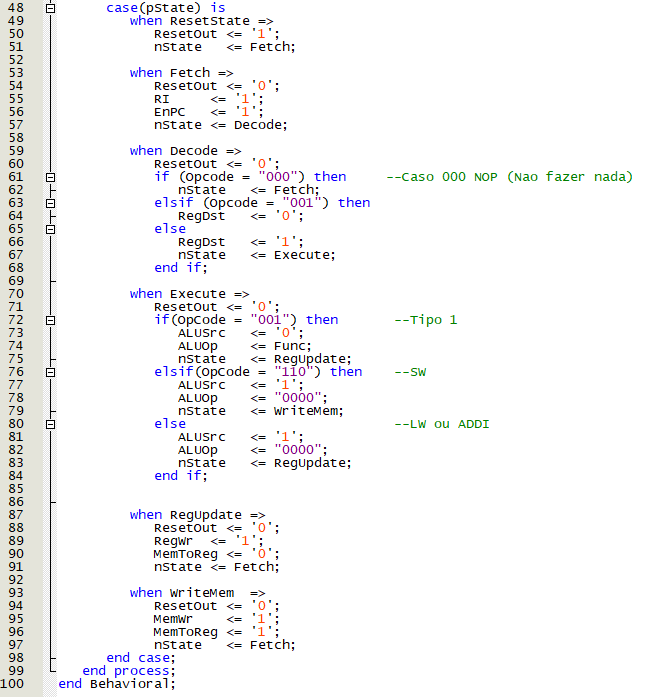 48 case(pState) is
49 when ResetState =>
50 ResetOut <= '1';
51 nState <= Fetch;
52
53 when Fetch =>
54 ResetOut <= '0';
55 RI <= '1';
56 EnPC <= '1';
57 nState <= Decode;
58
59 when Decode =>
60 ResetOut <= '0';
61 if (Opcode = "000") then --Caso 000 NOP (Nao fazer nada)
62 nState <= Fetch;
63 elsif (Opcode = "001") then
64 RegDst <= '0';
65 else
66 RegDst <= '1';
67 nState <= Execute;
68 end if;
69
70 when Execute =>
71 ResetOut <= '0';
72 if(OpCode = "001") then --Tipo 1
73 ALUSrc <= '0';
74 ALUOp <= Func;
75 nState <= RegUpdate;
76 elsif(OpCode = "110") then --SW
77 ALUSrc <= '1';
78 ALUOp <= "0000";
79 nState <= WriteMem;
80 else --LW ou ADDI
81 ALUSrc <= '1';
82 ALUOp <= "0000";
83 nState <= RegUpdate;
84 end if;
85
86
87 when RegUpdate =>
88 ResetOut <= '0';
89 RegWr <= '1';
90 MemToReg <= '0';
91 nState <= Fetch;
92
93 when WriteMem =>
94 ResetOut <= '0';
95 MemWr <= '1';
96 MemToReg <= '1';
97 nState <= Fetch;
98 end case;
99 end process;
100 end Behavioral;